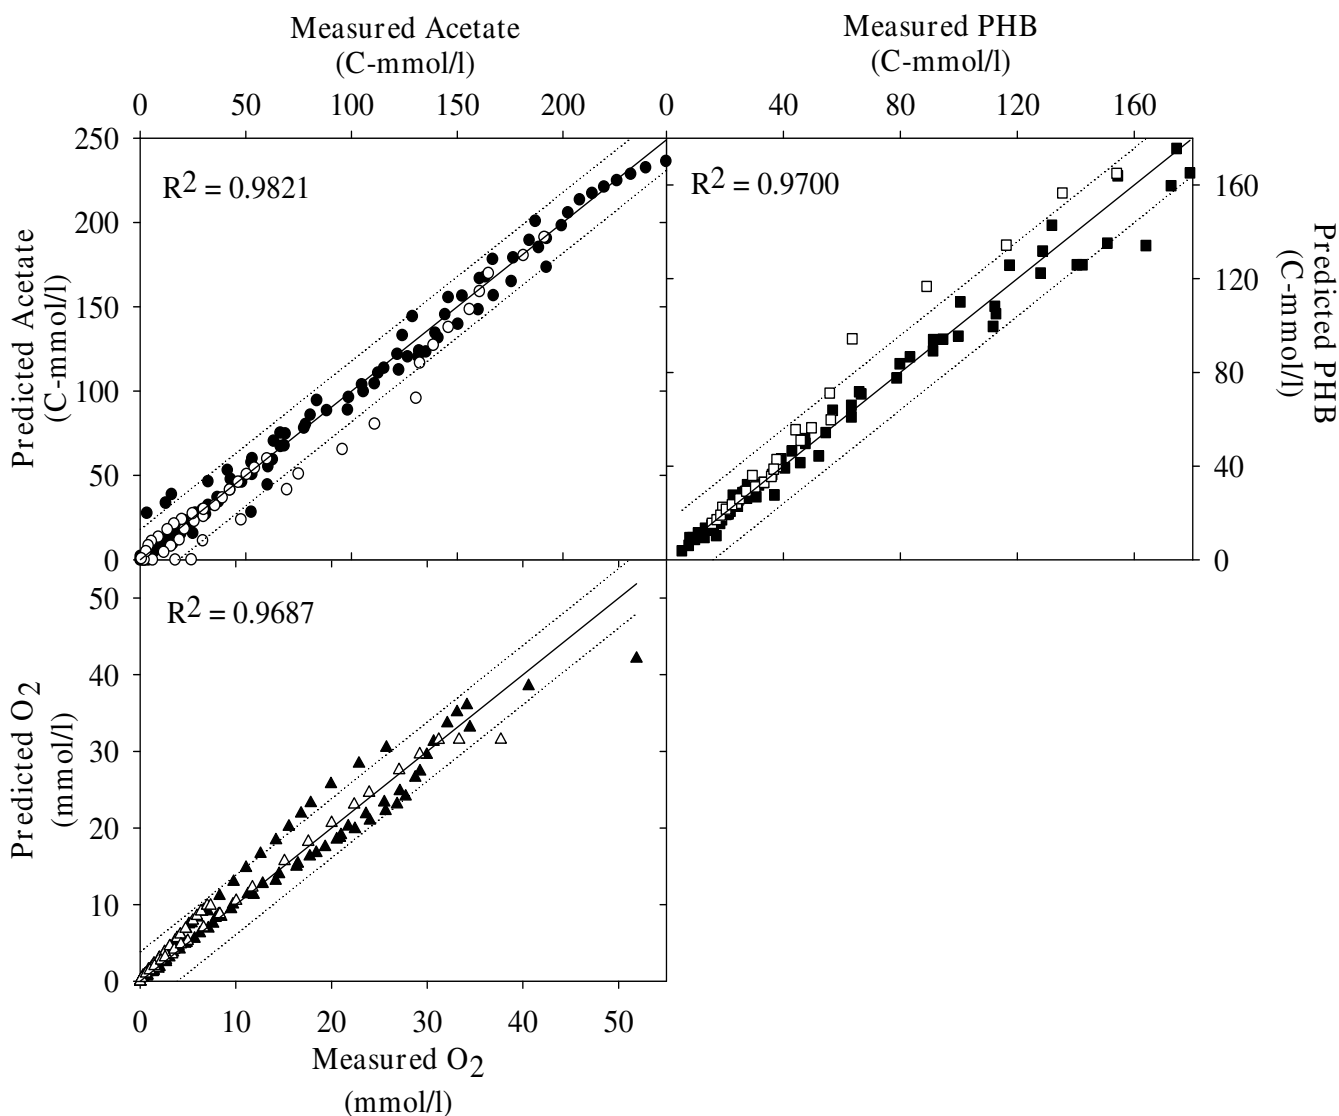 Measured Acetate
(C-mmol/l)
Measured PHB
(C-mmol/l)
0 50 100 150 200 0 40 80 120 160
250
200
150
100
50
0
Predicted Acetate
(C-mmol/l)
R2 = 0.9821
R2 = 0.9700
160
120
80
40
0
Predicted PHB
(C-mmol/l)
50
40
30
20
10
0
Predicted O2
(mmol/l)
R2 = 0.9687
0 10 20 30 40 50
Measured O2
(mmol/l)